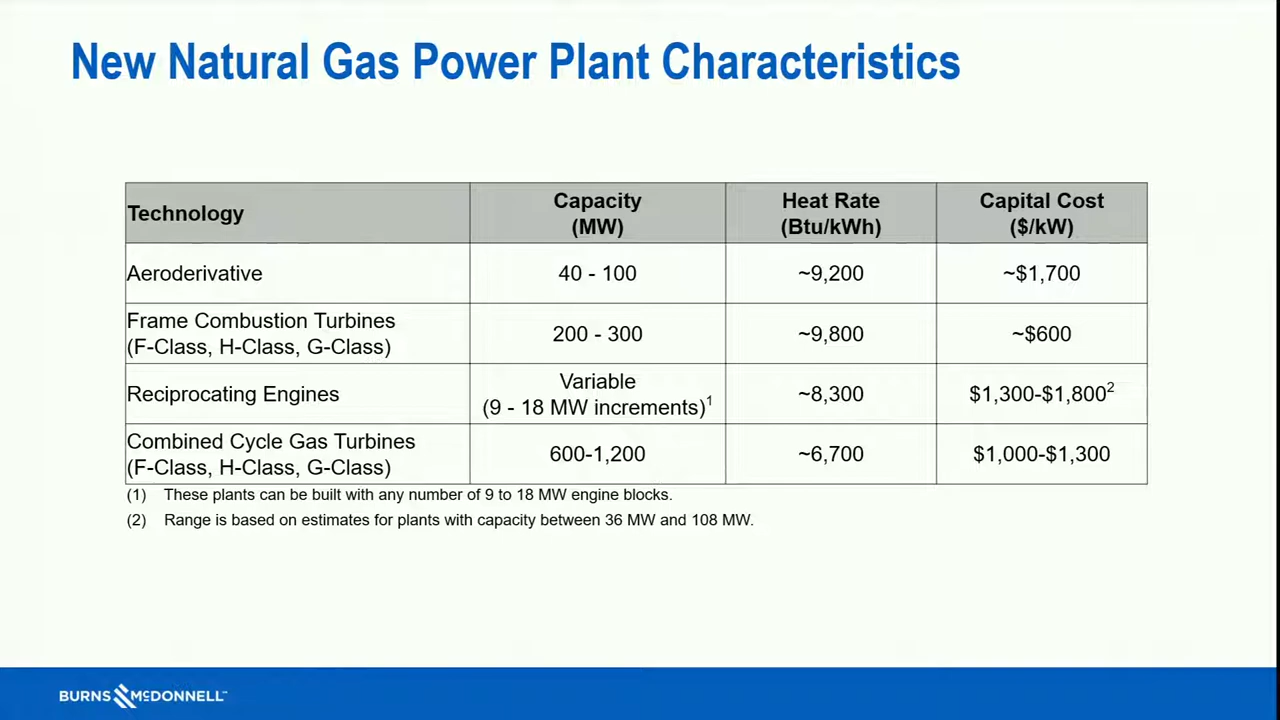 New Natural Gas Power Plant Characteristics
Technology
Capacity
(MW)
Heat Rate
(Btu/kWh)
Capital Cost
($/kW)
Aeroderivative
40 - 100
~9,200
~$1,700
Frame Combustion Turbines
(F-Class, H-Class, G-Class)
200 - 300
~9,800
~$600
Reciprocating Engines
Variable
(9 - 18 MW increments)¹
~8,300
$1,300-$1,800²
Combined Cycle Gas Turbines
(F-Class, H-Class, G-Class)
600-1,200
~6,700
$1,000-$1,300
(1) These plants can be built with any number of 9 to 18 MW engine blocks.
(2) Range is based on estimates for plants with capacity between 36 MW and 108 MW.
BURNS McDONNELL™